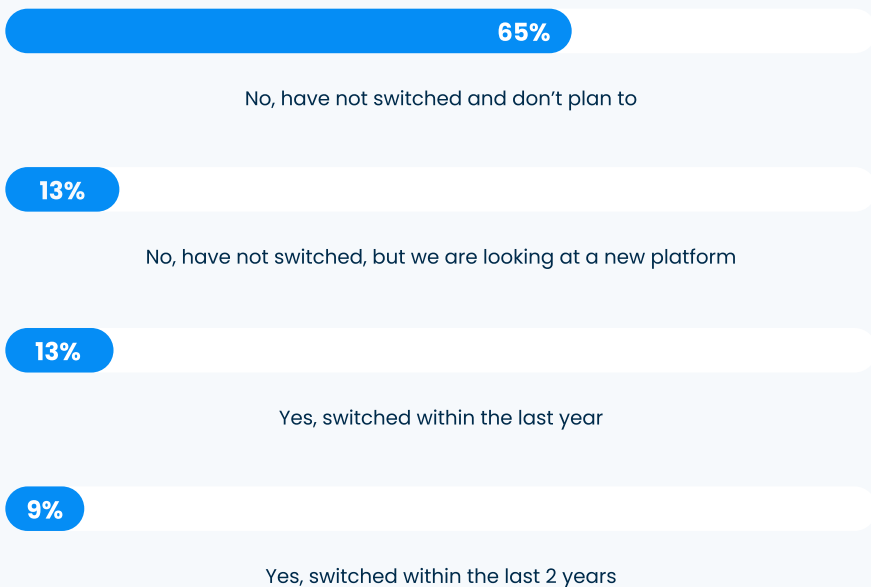 65%
No, have not switched and don’t plan to
13%
No, have not switched, but we are looking at a new platform
13%
Yes, switched within the last year
9%
Yes, switched within the last 2 years